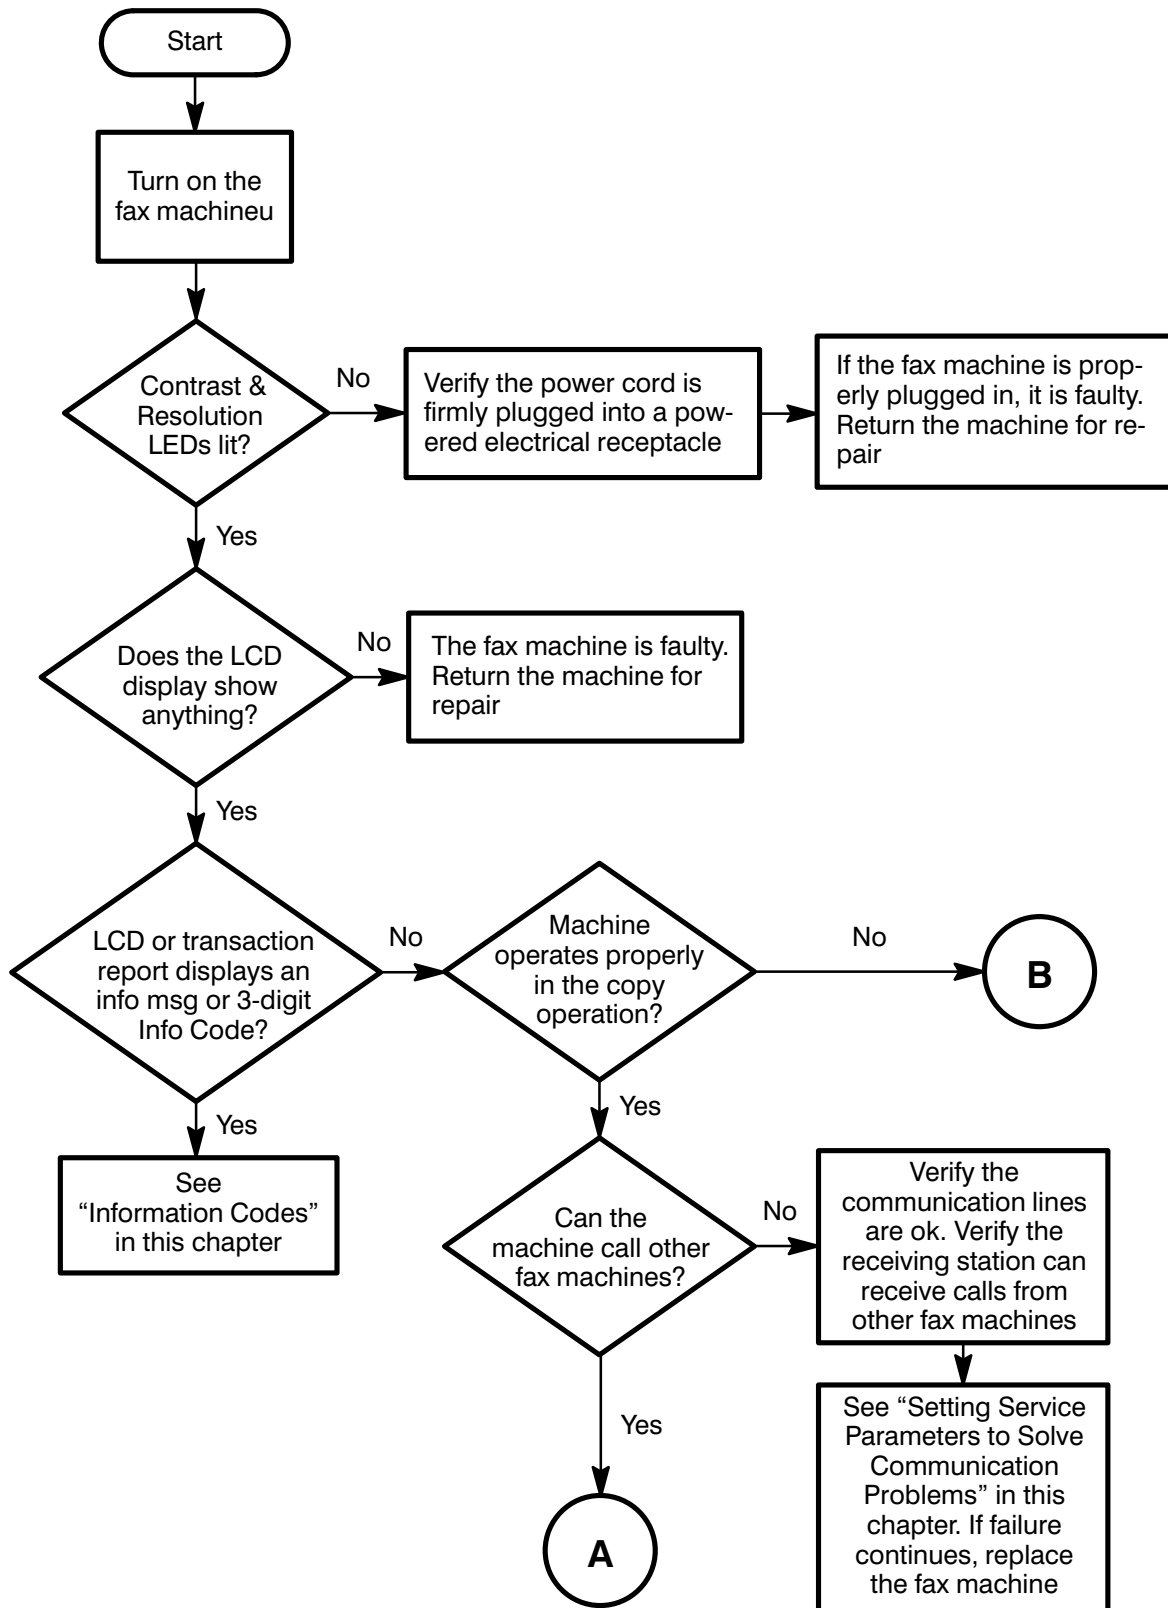 Start
Turn on the
fax machineu
Contrast &
Resolution
LEDs lit?
No
Verify the power cord is
firmly plugged into a pow-
ered electrical receptacle
If the fax machine is prop-
erly plugged in, it is faulty.
Return the machine for re-
pair
Yes
Does the LCD
display show
anything?
No
The fax machine is faulty.
Return the machine for
repair
Yes
LCD or transaction
report displays an
info msg or 3-digit
Info Code?
No
Machine
operates properly
in the copy
operation?
No
B
Yes
See
“Information Codes”
in this chapter
Yes
Can the
machine call other
fax machines?
No
Verify the
communication lines
are ok. Verify the
receiving station can
receive calls from
other fax machines
Yes
A
See “Setting Service
Parameters to Solve
Communication
Problems” in this
chapter. If failure
continues, replace
the fax machine